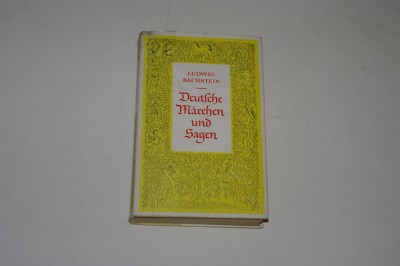 LUDWIG
BECHSTEIN
Deutsche
Märchen
und
Sagen